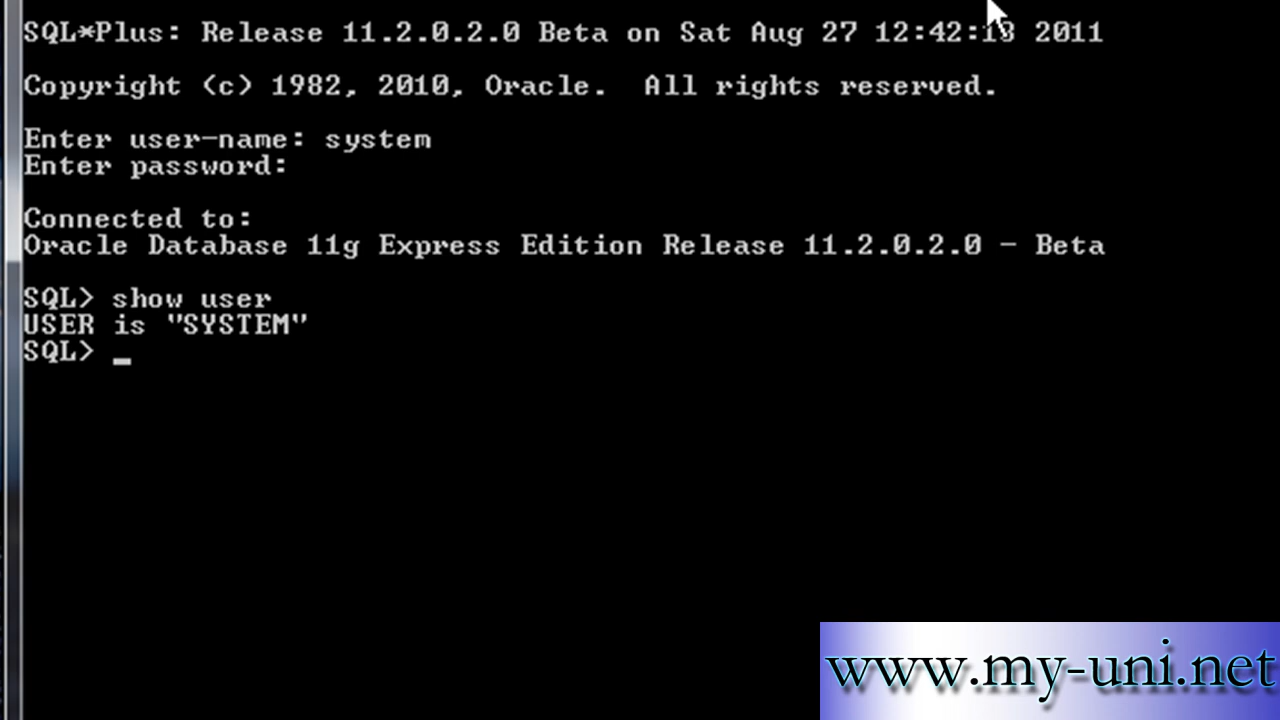 SQL*Plus: Release 11.2.0.2.0 Beta on Sat Aug 27 12:42:18 2011
Copyright (c) 1982, 2010, Oracle.  All rights reserved.
Enter user-name: system
Enter password:
Connected to:
Oracle Database 11g Express Edition Release 11.2.0.2.0 - Beta
SQL> show user
USER is "SYSTEM"
SQL> _
www.my-uni.net